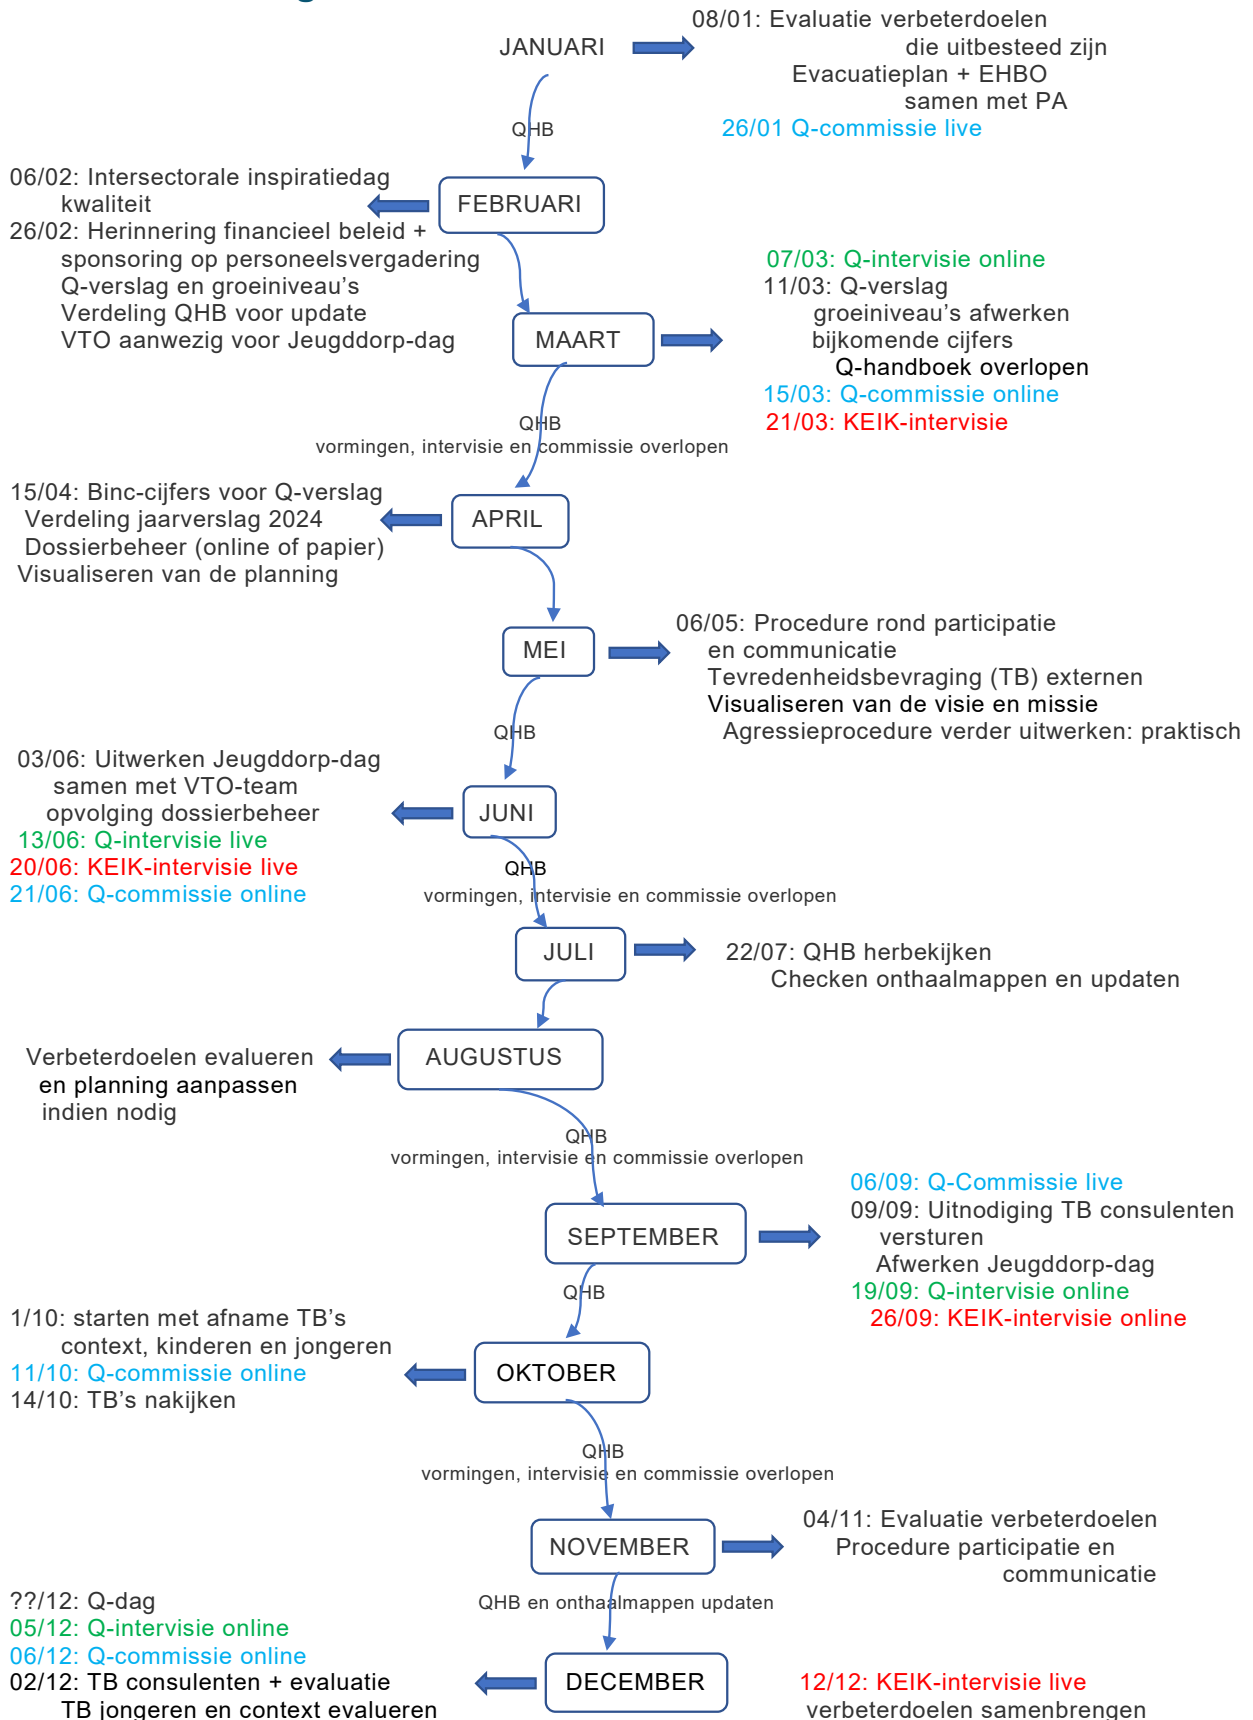 JANUARI
08/01: Evaluatie verbeterdoelen
die uitbesteed zijn
Evacuatieplan + EHBO
samen met PA
26/01 Q-commissie live
QHB
06/02: Intersectorale inspiratiedag
kwaliteit
26/02: Herinnering financieel beleid +
sponsoring op personeelsvergadering
Q-verslag en groeiniveau's
Verdeling QHB voor update
VTO aanwezig voor Jeugddorp-dag
FEBRUARI
MAART
07/03: Q-intervisie online
11/03: Q-verslag
groeiniveau's afwerken
bijkomende cijfers
Q-handboek overlopen
15/03: Q-commissie online
21/03: KEIK-intervisie
QHB
vormingen, intervisie en commissie overlopen
15/04: Binc-cijfers voor Q-verslag
Verdeling jaarverslag 2024
Dossierbeheer (online of papier)
Visualiseren van de planning
APRIL
MEI
06/05: Procedure rond participatie
en communicatie
Tevredenheidsbevraging (TB) externen
Visualiseren van de visie en missie
Agressieprocedure verder uitwerken: praktisch
QHB
03/06: Uitwerken Jeugddorp-dag
samen met VTO-team
opvolging dossierbeheer
13/06: Q-intervisie live
20/06: KEIK-intervisie live
21/06: Q-commissie online
JUNI
QHB
vormingen, intervisie en commissie overlopen
JULI
22/07: QHB herbekijken
Checken onthaalmappen en updaten
Verbeterdoelen evalueren
en planning aanpassen
indien nodig
AUGUSTUS
QHB
vormingen, intervisie en commissie overlopen
SEPTEMBER
06/09: Q-Commissie live
09/09: Uitnodiging TB consulenten
versturen
Afwerken Jeugddorp-dag
19/09: Q-intervisie online
26/09: KEIK-intervisie online
QHB
1/10: starten met afname TB's
context, kinderen en jongeren
11/10: Q-commissie online
14/10: TB's nakijken
OKTOBER
QHB
vormingen, intervisie en commissie overlopen
NOVEMBER
04/11: Evaluatie verbeterdoelen
Procedure participatie en
communicatie
QHB en onthaalmappen updaten
??/12: Q-dag
05/12: Q-intervisie online
06/12: Q-commissie online
02/12: TB consulenten + evaluatie
TB jongeren en context evalueren
DECEMBER
12/12: KEIK-intervisie live
verbeterdoelen samenbrengen